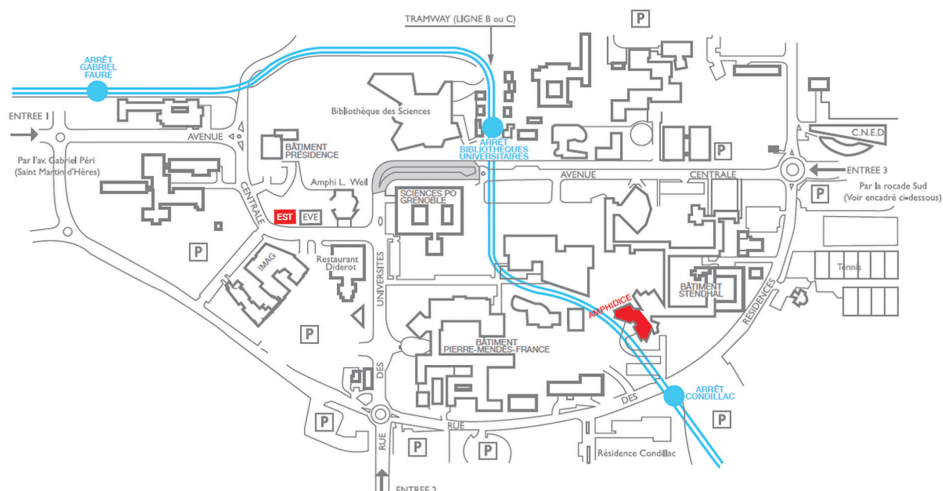 TRAMWAY (LIGNE B ou C)
P
ARRÊT
GABRIEL
FAURÉ
ENTREE 1
AVENUE
Bibliothèque des Sciences
ARRÊT
BIBLIOTHÈQUES
UNIVERSITAIRES
C.N.E.D
BÂTIMENT
PRÉSIDENCE
P
Par l'av. Gabriel Péri
(Saint Martin d'Hères)
Amphi L. Weil
AVENUE
CENTRALE
ENTREE 3
CENTRALE
SCIENCES PO
GRENOBLE
P
Par la rocade Sud
(Voir encadré ci-dessous)
EST
EVE
P
IMAG
Restaurant
Diderot
UNIVERSITES
BÂTIMENT
STENDHAL
Tennis
RESIDENCES
AMPHIDICE
P
BÂTIMENT
PIERRE-MENDÈS-FRANCE
DES
DES
ARRÊT
CONDILLAC
P
P
RUE
RUE
P
P
P
Résidence Condillac
ENTREE 2